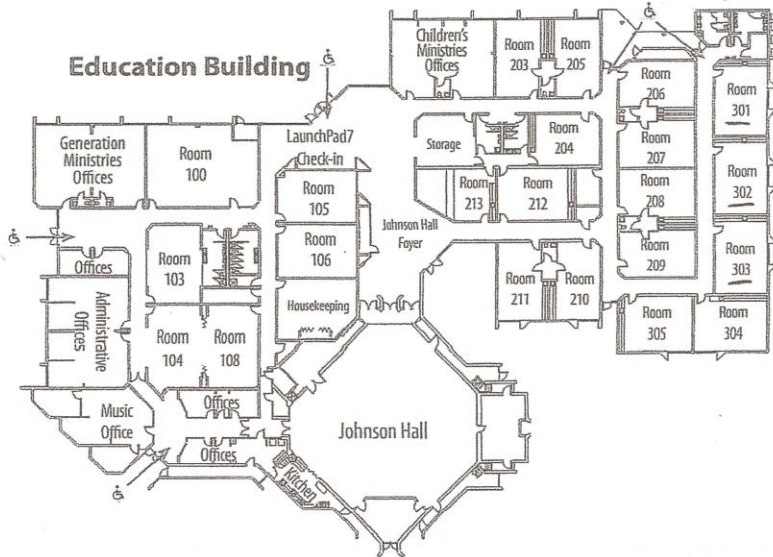 Education Building
Children's
Ministries
Offices
Room
203
Room
205
Room
206
Room
301
Generation
Ministries
Offices
Room
100
LaunchPad7
Check-in
Storage
Room
204
Room
207
Room
105
Room
213
Room
212
Room
208
Room
302
Johnson Hall
Foyer
Offices
Room
103
Room
106
Room
209
Room
303
Administrative
Offices
Housekeeping
Room
211
Room
210
Room
305
Room
304
Room
104
Room
108
Music
Office
Offices
Offices
Johnson Hall
Kitchen